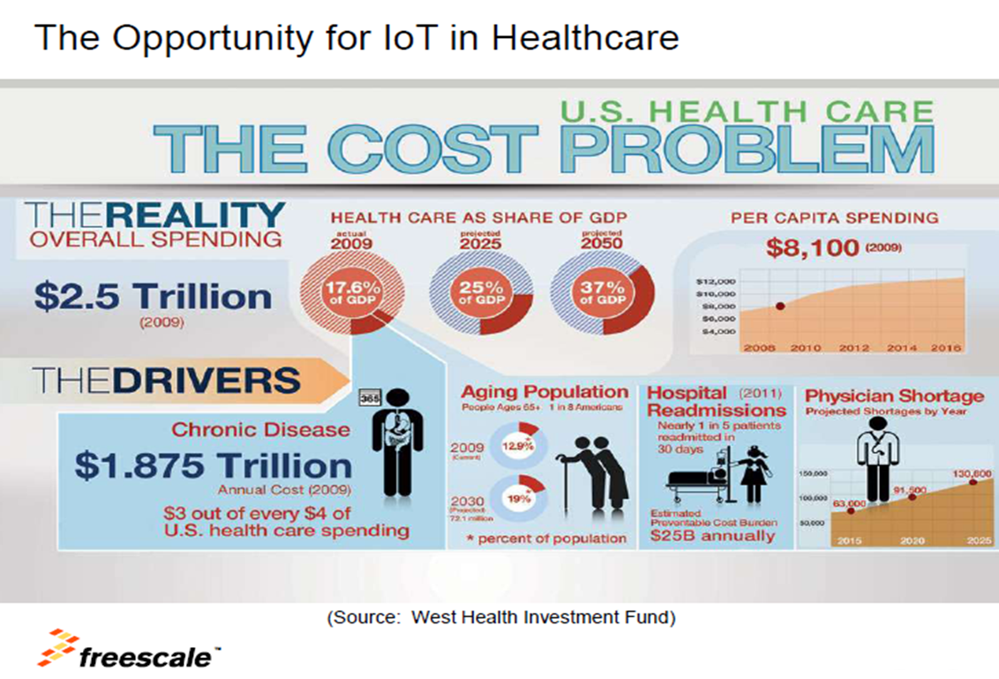 The Opportunity for IoT in Healthcare
U.S. HEALTH CARE
THE COST PROBLEM
THE REALITY
OVERALL SPENDING
$2.5 Trillion
(2009)
HEALTH CARE AS SHARE OF GDP
actual
2009
17.6%
of GDP
projected
2025
25%
of GDP
projected
2050
37%
of GDP
PER CAPITA SPENDING
$8,100 (2009)
$12,000
$10,000
$8,000
$6,000
$4,000
2008 2010 2012 2014 2016
THE DRIVERS
365
Chronic Disease
$1.875 Trillion
Annual Cost (2009)
$3 out of every $4 of
U.S. health care spending
Aging Population
People Ages 65+ 1 in 8 Americans
2009
(Current)
12.9%
*
2030
(Projected)
72.1 million
19%
*
* percent of population
Hospital (2011)
Readmissions
Nearly 1 in 5 patients
readmitted in
30 days
Estimated
Preventable Cost Burden
$25B annually
Physician Shortage
Projected Shortages by Year
150,000
100,000
50,000
63,000
91,500
130,600
2015 2020 2025
(Source: West Health Investment Fund)
freescale™